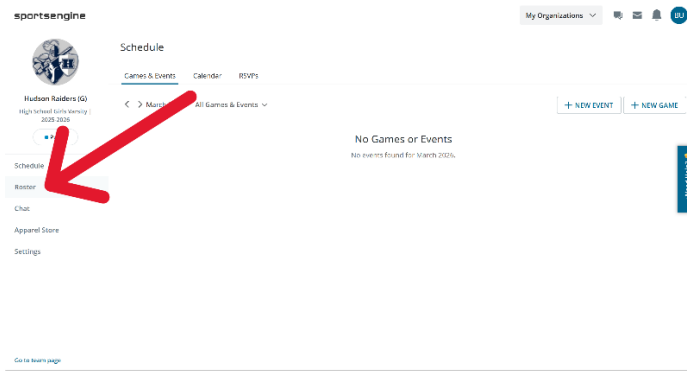 sportsengine
My Organizations
BU
H
Hudson Raiders (G)
High School Girls Varsity |
2025-2026
Schedule
Roster
Chat
Apparel Store
Settings
Go to team page
Schedule
Games & Events Calendar RSVPs
March All Games & Events
+ NEW EVENT + NEW GAME
No Games or Events
No events found for March 2026.